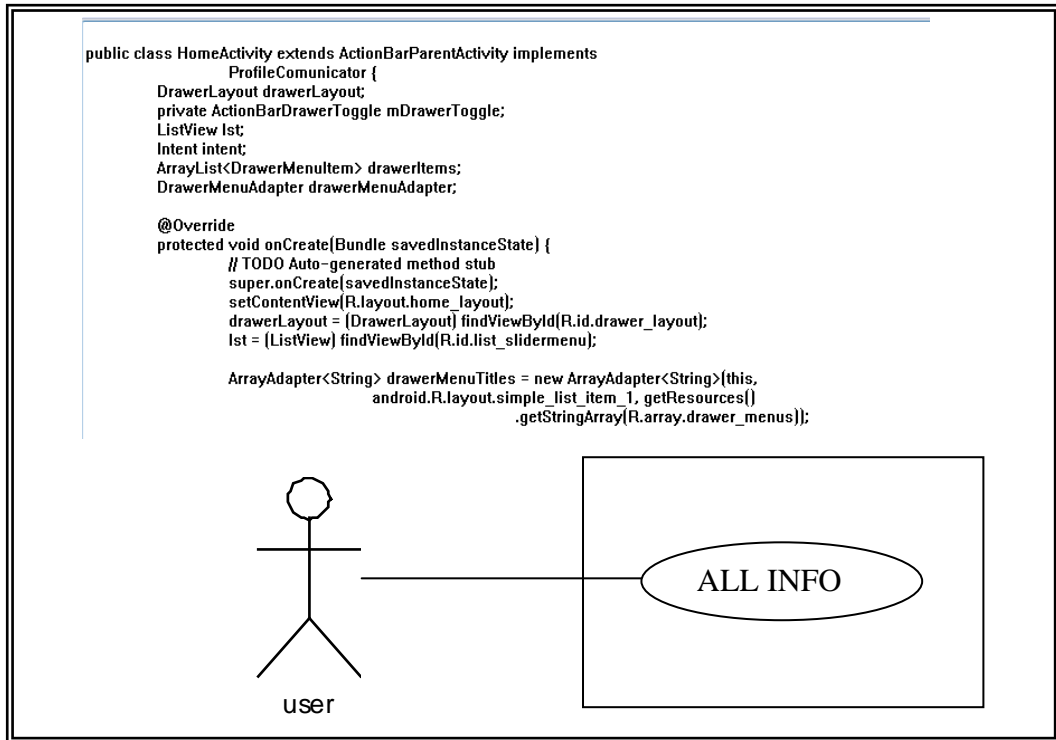 public class HomeActivity extends ActionBarParentActivity implements
ProfileComunicator {
DrawerLayout drawerLayout;
private ActionBarDrawerToggle mDrawerToggle;
ListView lst;
Intent intent;
ArrayList<DrawerMenuItem> drawerItems;
DrawerMenuAdapter drawerMenuAdapter;
@Override
protected void onCreate(Bundle savedInstanceState) {
// TODO Auto-generated method stub
super.onCreate(savedInstanceState);
setContentView(R.layout.home_layout);
drawerLayout = (DrawerLayout) findViewById(R.id.drawer_layout);
lst = (ListView) findViewById(R.id.list_slidermenu);
ArrayAdapter<String> drawerMenuTitles = new ArrayAdapter<String>(this,
android.R.layout.simple_list_item_1, getResources()
.getStringArray(R.array.drawer_menus));
ALL INFO
user